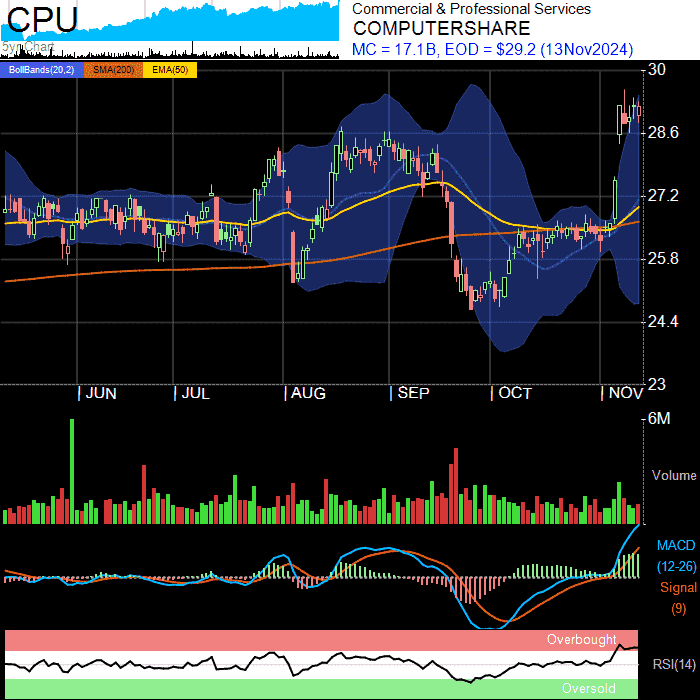 CPU
bynChart
Commercial & Professional Services
COMPUTERSHARE
MC = 17.1B, EOD = $29.2 (13Nov2024)
BollBands(20,2) SMA(200) EMA(50)
30
28.6
27.2
25.8
24.4
23
JUN JUL AUG SEP OCT NOV
6M
Volume
MACD
(12-26)
Signal
(9)
Overbought
RSI(14)
Oversold